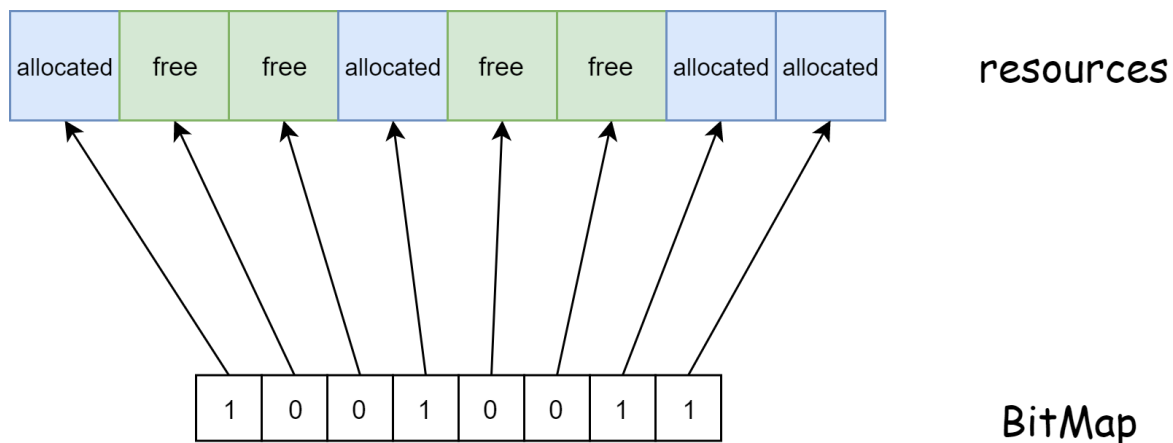 allocated free free allocated free free allocated allocated resources
1 0 0 1 0 0 1 1 BitMap